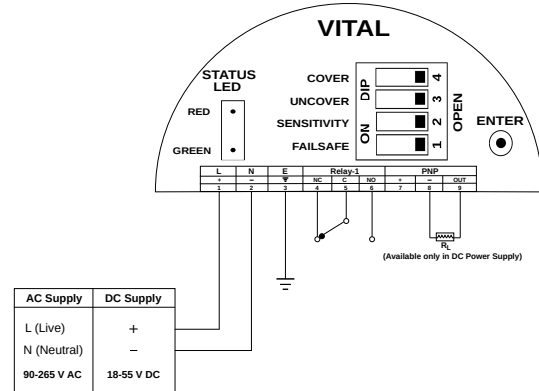 VITAL
STATUS
LED
RED
GREEN
COVER
UNCOVER
SENSITIVITY
FAILSAFE
DIP
ON
4
3
2
1
OPEN
ENTER
L N E Relay-1 PNP
+ − NC C NO + − OUT
1 2 3 4 5 6 7 8 9
RL
(Available only in DC Power Supply)
AC Supply DC Supply
L (Live) +
N (Neutral) −
90-265 V AC 18-55 V DC